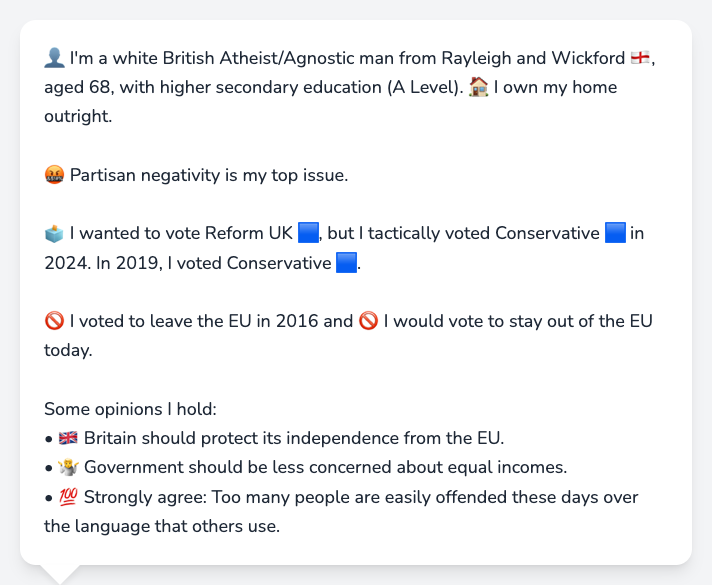 👤 I'm a white British Atheist/Agnostic man from Rayleigh and Wickford 🏴󠁧󠁢󠁥󠁮󠁧󠁿,
aged 68, with higher secondary education (A Level). 🏠 I own my home
outright.
🤬 Partisan negativity is my top issue.
🗳️ I wanted to vote Reform UK 🟦, but I tactically voted Conservative 🟦 in
2024. In 2019, I voted Conservative 🟦.
🚫 I voted to leave the EU in 2016 and 🚫 I would vote to stay out of the EU
today.
Some opinions I hold:
• 🇬🇧 Britain should protect its independence from the EU.
• 🤷 Government should be less concerned about equal incomes.
• 💯 Strongly agree: Too many people are easily offended these days over
the language that others use.